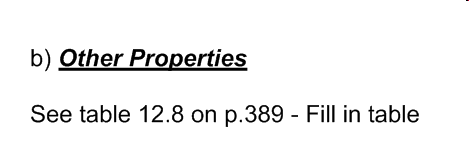 b) Other Properties
See table 12.8 on p.389 - Fill in table